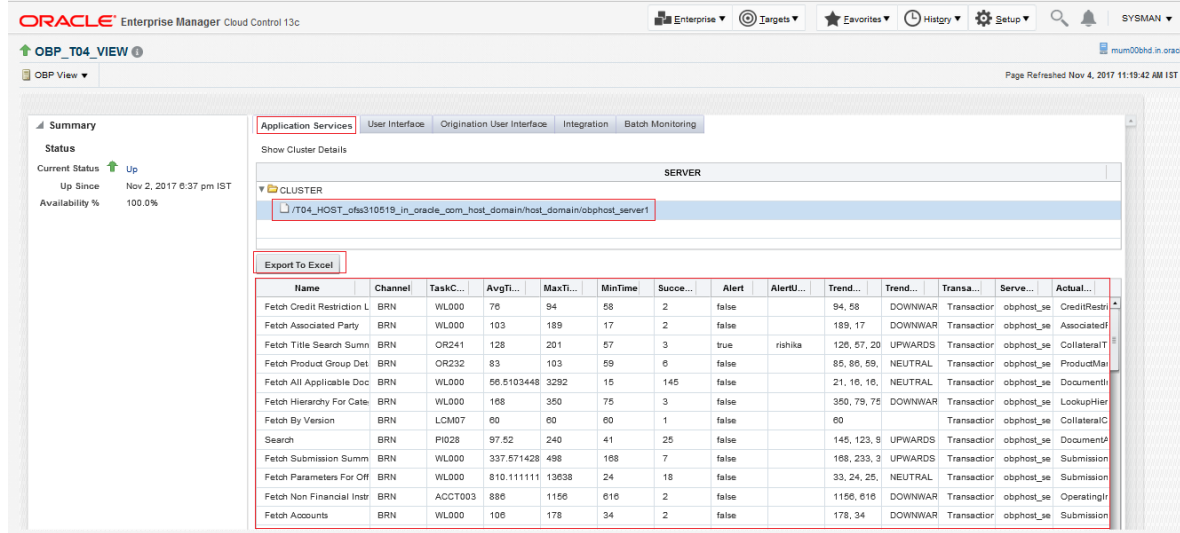 ORACLE Enterprise Manager Cloud Control 13c Enterprise Targets Favorites History Setup SYSMAN
OBP_T04_VIEW mum00bhd.in.orac
OBP View Page Refreshed Nov 4, 2017 11:19:42 AM IST
Summary
Status
Current Status Up
Up Since Nov 2, 2017 6:37 pm IST
Availability % 100.0%
Application Services User Interface Origination User Interface Integration Batch Monitoring
Show Cluster Details
SERVER
CLUSTER
/T04_HOST_ofss310519_in_oracle_com_host_domain/host_domain/obphost_server1
Export To Excel
Name Channel TaskC... AvgTi... MaxTi... MinTime Succe... Alert AlertU... Trend... Trend... Transa... Serve... Actual...
Fetch Credit Restriction L BRN WL000 76 94 58 2 false 94, 58 DOWNWAR Transaction obphost_se CreditRestri
Fetch Associated Party BRN WL000 103 189 17 2 false 189, 17 DOWNWAR Transaction obphost_se Associated
Fetch Title Search Sumn BRN OR241 128 201 57 3 true rishika 126, 57, 20 UPWARDS Transaction obphost_se CollateralT
Fetch Product Group Det BRN OR232 83 103 59 6 false 85, 86, 59, NEUTRAL Transaction obphost_se ProductMa
Fetch All Applicable Doc BRN WL000 56.5103448 3292 15 145 false 21, 16, 16, NEUTRAL Transaction obphost_se DocumentI
Fetch Hierarchy For Cate BRN WL000 168 350 75 3 false 350, 79, 75 DOWNWAR Transaction obphost_se LookupHier
Fetch By Version BRN LCM07 60 60 60 1 false 60 Transaction obphost_se CollateralC
Search BRN PI028 97.52 240 41 25 false 145, 123, 9 UPWARDS Transaction obphost_se DocumentA
Fetch Submission Summ BRN WL000 337.571428 498 168 7 false 168, 233, 3 UPWARDS Transaction obphost_se Submission
Fetch Parameters For Off BRN WL000 810.111111 13638 24 18 false 33, 24, 25, NEUTRAL Transaction obphost_se Submission
Fetch Non Financial Instr BRN ACCT003 886 1156 616 2 false 1156, 616 DOWNWAR Transaction obphost_se OperatingIr
Fetch Accounts BRN WL000 106 178 34 2 false 178, 34 DOWNWAR Transaction obphost_se Submission